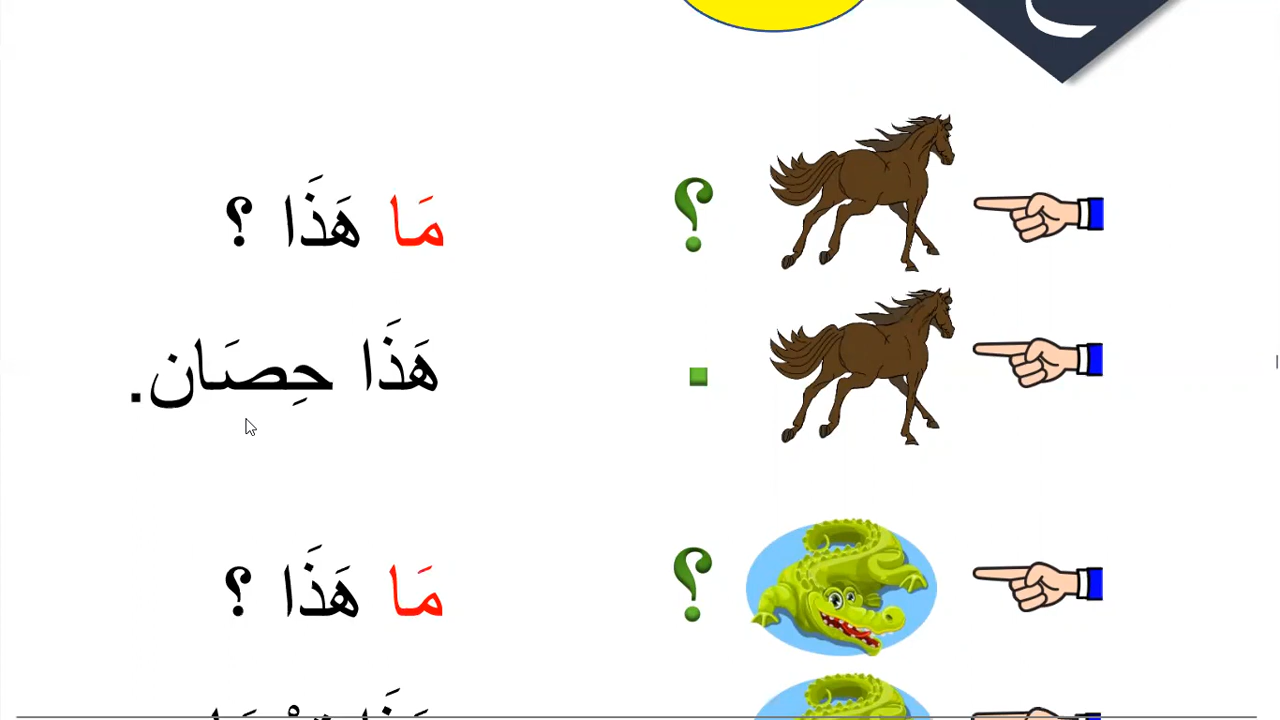 مَا هَذَا ؟
؟
هَذَا حِصَان.
مَا هَذَا ؟
؟